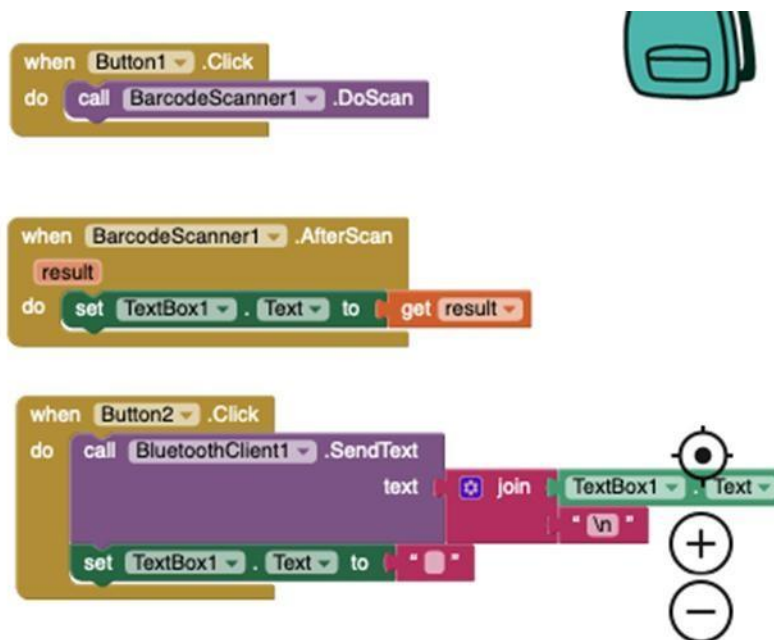 when Button1 .Click
do call BarcodeScanner1 .DoScan
when BarcodeScanner1 .AfterScan
result
do set TextBox1 . Text to get result
when Button2 .Click
do call BluetoothClient1 .SendText
text join TextBox1 . Text
" \n "
set TextBox1 . Text to " "